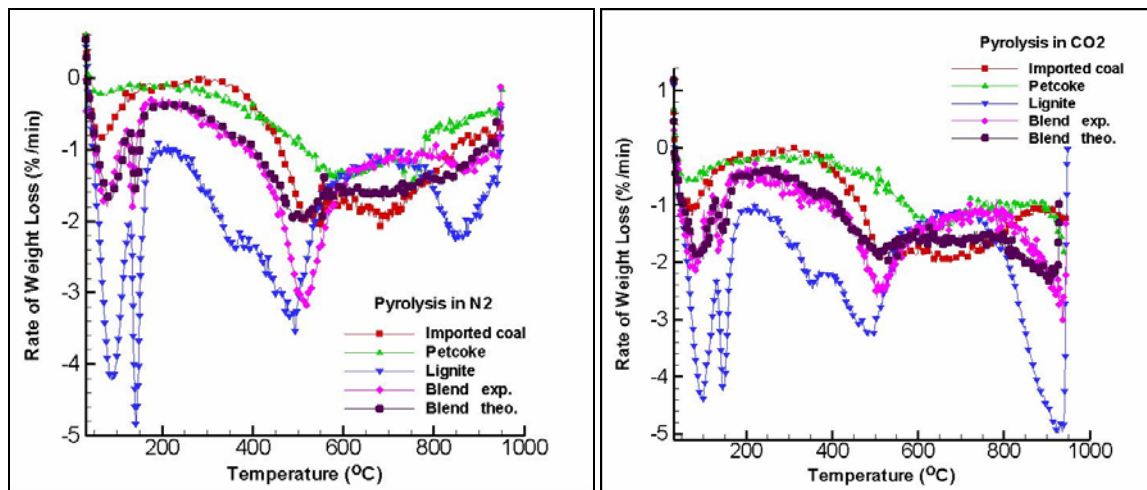 0
-1
-2
-3
-4
-5
Rate of Weight Loss (% /min)
200 400 600 800 1000
Temperature (ᴼC)
Pyrolysis in N2
Imported coal
Petcoke
Lignite
Blend exp.
Blend theo.
1
0
-1
-2
-3
-4
-5
Rate of Weight Loss (% /min)
200 400 600 800 1000
Temperature (ᴼC)
Pyrolysis in CO2
Imported coal
Petcoke
Lignite
Blend exp.
Blend theo.